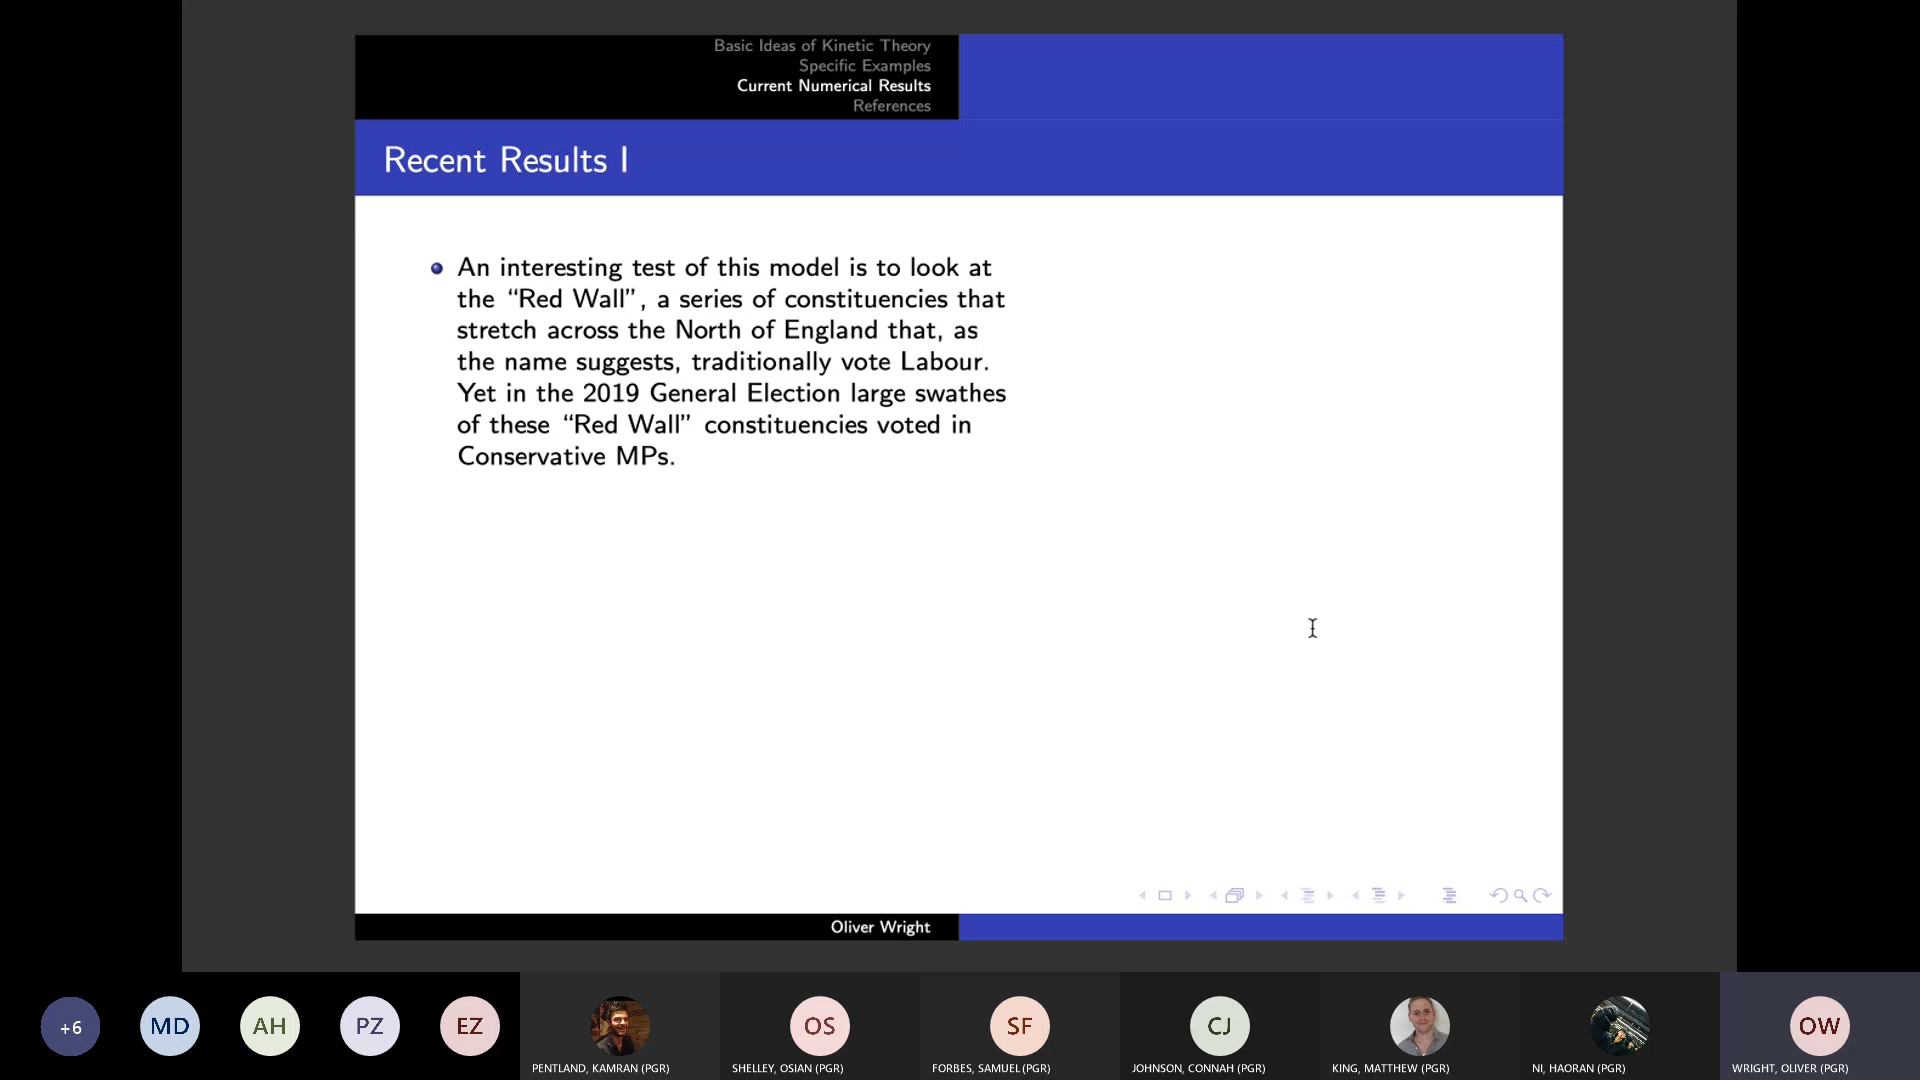 Basic Ideas of Kinetic Theory
Specific Examples
Current Numerical Results
References
Recent Results I
An interesting test of this model is to look at
the “Red Wall”, a series of constituencies that
stretch across the North of England that, as
the name suggests, traditionally vote Labour.
Yet in the 2019 General Election large swathes
of these “Red Wall” constituencies voted in
Conservative MPs.
Oliver Wright
+6
MD
AH
PZ
EZ
OS
SF
CJ
OW
PENTLAND, KAMRAN (PGR)
SHELLEY, OSIAN (PGR)
FORBES, SAMUEL (PGR)
JOHNSON, CONNAH (PGR)
KING, MATTHEW (PGR)
NI, HAORAN (PGR)
WRIGHT, OLIVER (PGR)